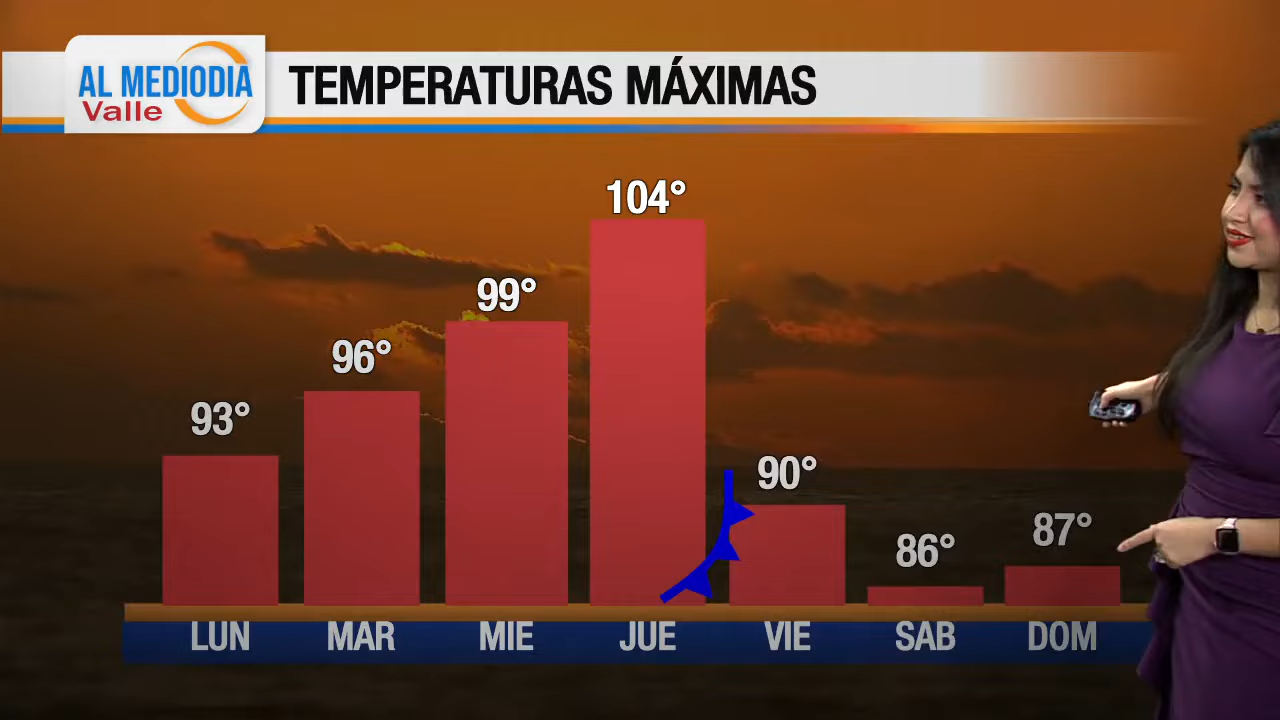 AL MEDIODIA
Valle
TEMPERATURAS MÁXIMAS
104°
99°
96°
93°
90°
86°
87°
LUN MAR MIE JUE VIE SAB DOM